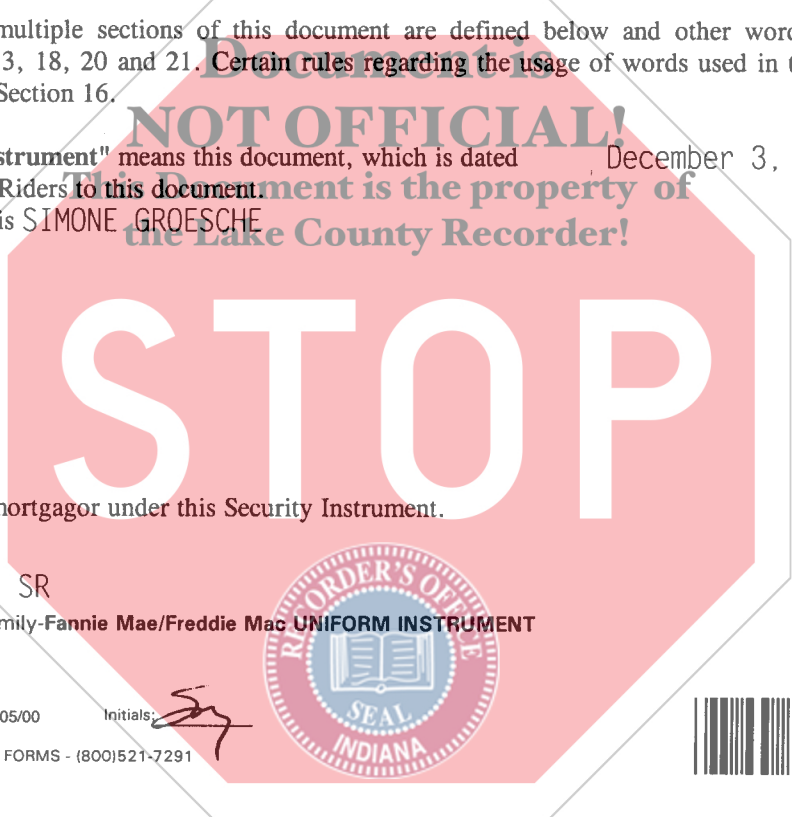 multiple sections of this document are defined below and other word
3, 18, 20 and 21. Certain rules regarding the usage of words used in t
Section 16.
Document is
NOT OFFICIAL!
This Document is the property of
the Lake County Recorder!
strument" means this document, which is dated December 3,
Riders to this document.
is SIMONE GROESCHE
STOP
mortgagor under this Security Instrument.
SR
mily-Fannie Mae/Freddie Mac UNIFORM INSTRUMENT
RECORDER'S OFFICE
SEAL
INDIANA
05/00 Initials:
FORMS - (800)521-7291